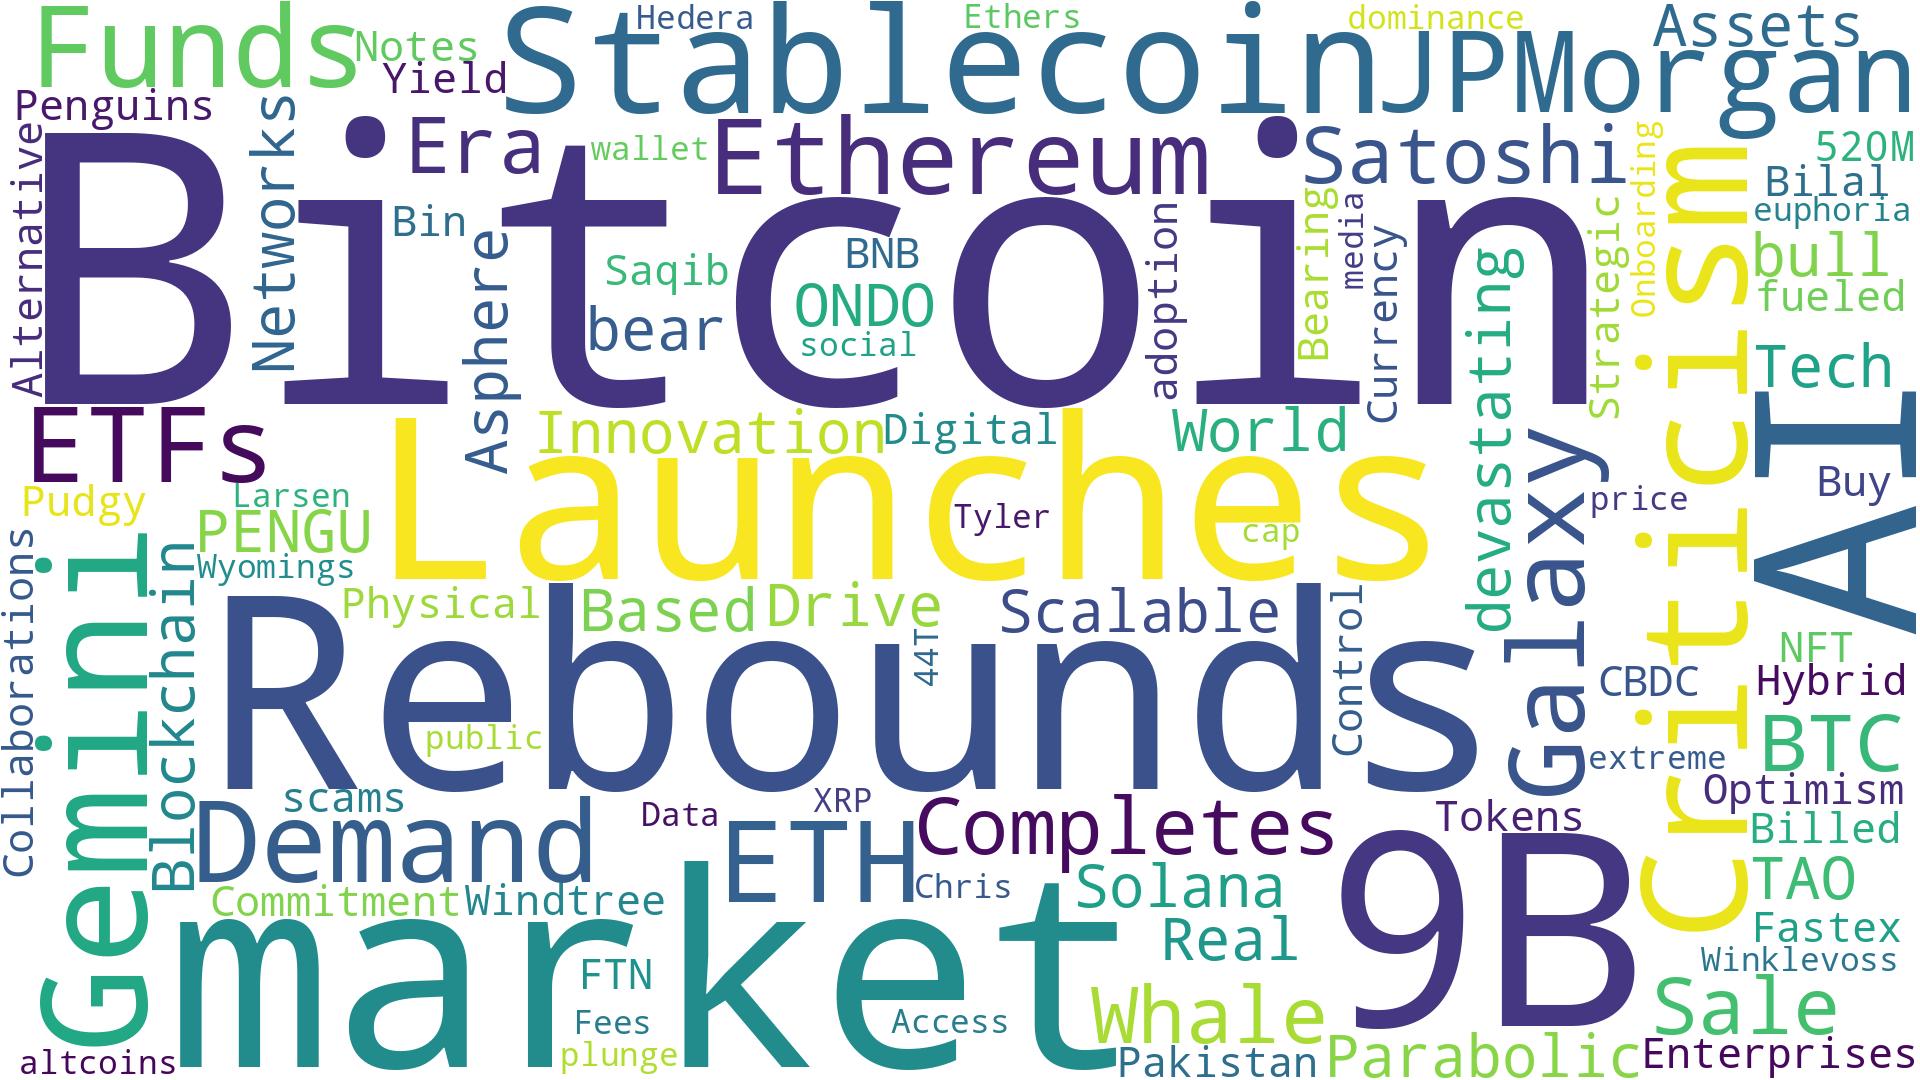 Funds
Notes
Yield
Hedera
Stablecoin
Ethers
dominance
JPMorgan
Assets
Penguins
Alternative
Networks
Era
wallet
Ethereum
Satoshi
Onboarding
520M
Bilal
euphoria
Bitcoin
Bin
Asphere
Saqib
bear
BNB
ONDO
social
adoption
Bearing
media
Currency
devastating
Strategic
Criticism
bull
fueled
Tech
AI
ETFs
Innovation
Digital
World
Launches
Galaxy
Buy
Pudgy
Larsen
PENGU
Wyomings
Tyler
cap
price
Collaborations
Gemini
Blockchain
Physical
Based
Drive
Scalable
Control
44T
Rebounds
public
CBDC
NFT
Hybrid
BTC
extreme
Optimism
scams
Demand
Data
XRP
ETH
Completes
Tokens
Billed
Commitment
Windtree
Chris
Solana
9B
TAO
market
FTN
Fees
plunge
Access
Real
Whale
Fastex
Winklevoss
Sale
altcoins
Pakistan
Parabolic
Enterprises